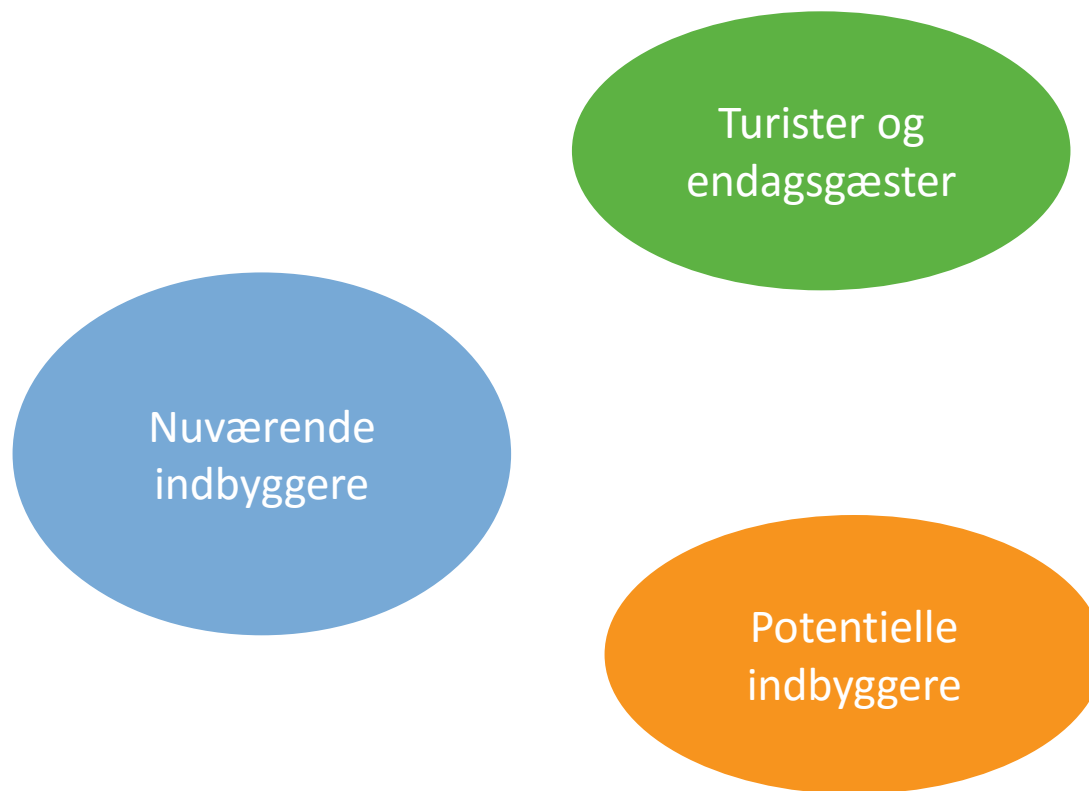 Turister og
endagsgæster
Nuværende
indbyggere
Potentielle
indbyggere